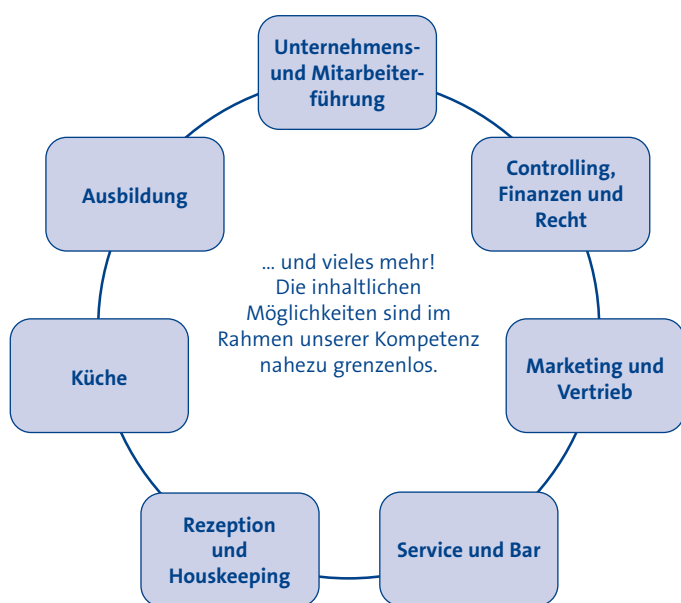 Unternehmens-
und Mitarbeiter-
führung
Controlling,
Finanzen und
Recht
Marketing und
Vertrieb
Service und Bar
Rezeption
und
Houskeeping
Küche
Ausbildung
... und vieles mehr!
Die inhaltlichen
Möglichkeiten sind im
Rahmen unserer Kompetenz
nahezu grenzenlos.